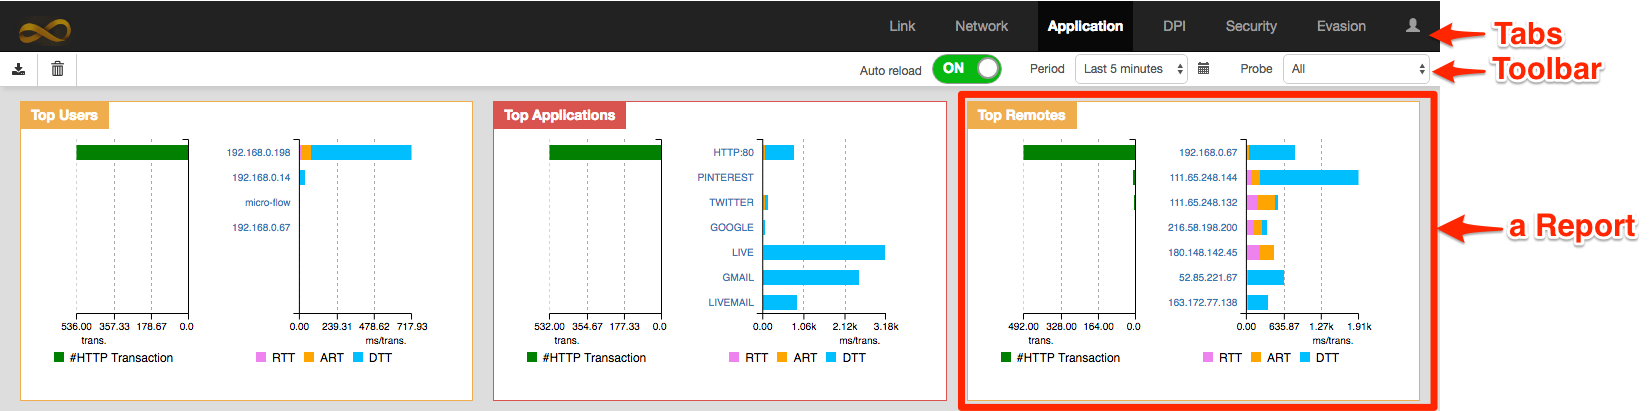 Link Network Application DPI Security Evasion
Tabs
Auto reload ON Period Last 5 minutes Probe All
Toolbar
Top Users
192.168.0.198
192.168.0.14
micro-flow
192.168.0.67
536.00 357.33 178.67 0.0 0.00 239.31 478.62 717.93
trans. ms/trans.
#HTTP Transaction RTT ART DTT
Top Applications
HTTP:80
PINTEREST
TWITTER
GOOGLE
LIVE
GMAIL
LIVEMAIL
532.00 354.67 177.33 0.0 0.00 1.06k 2.12k 3.18k
trans. ms/trans.
#HTTP Transaction RTT ART DTT
Top Remotes
192.168.0.67
111.65.248.144
111.65.248.132
216.58.198.200
180.148.142.45
52.85.221.67
163.172.77.138
492.00 328.00 164.00 0.0 0.00 635.87 1.27k 1.91k
trans. ms/trans.
#HTTP Transaction RTT ART DTT
a Report